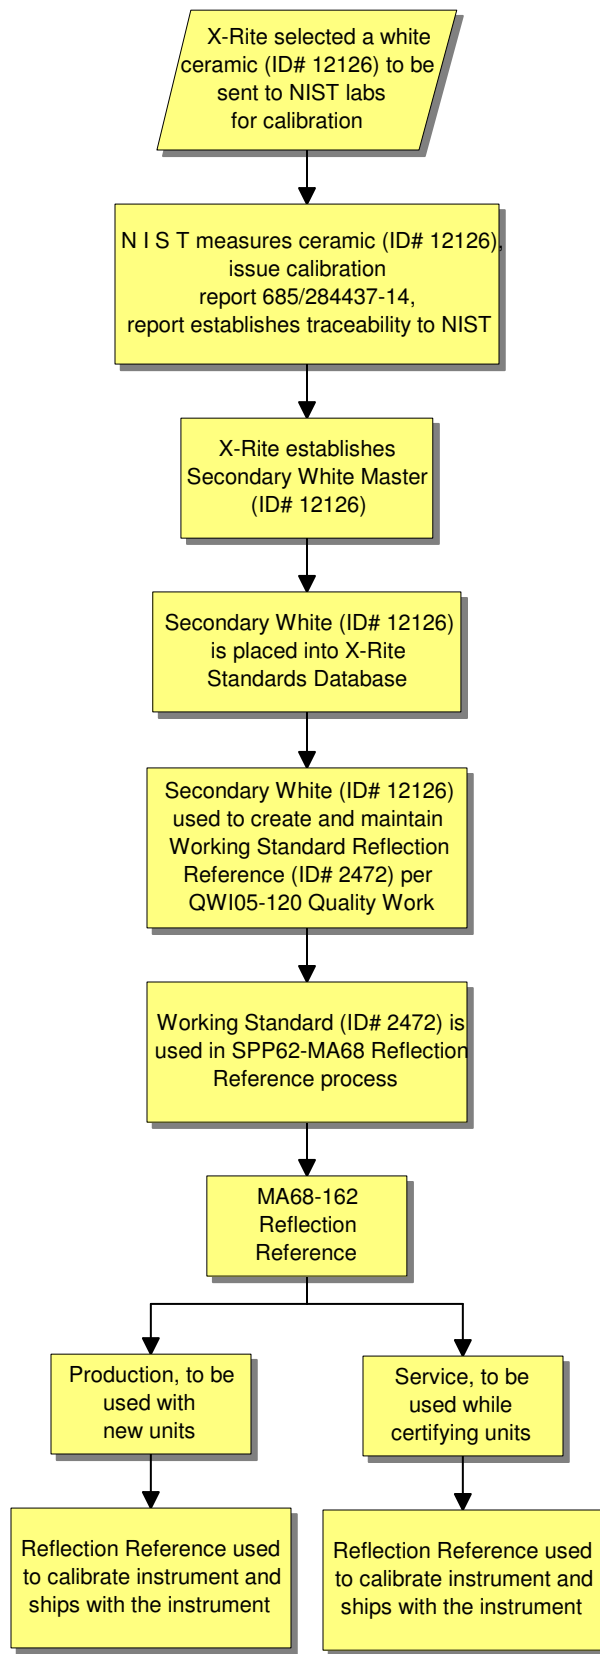 X-Rite selected a white
ceramic (ID# 12126) to be
sent to NIST labs
for calibration
N I S T measures ceramic (ID# 12126),
issue calibration
report 685/284437-14,
report establishes traceability to NIST
X-Rite establishes
Secondary White Master
(ID# 12126)
Secondary White (ID# 12126)
is placed into X-Rite
Standards Database
Secondary White (ID# 12126)
used to create and maintain
Working Standard Reflection
Reference (ID# 2472) per
QWI05-120 Quality Work
Working Standard (ID# 2472) is
used in SPP62-MA68 Reflection
Reference process
MA68-162
Reflection
Reference
Production, to be
used with
new units
Service, to be
used while
certifying units
Reflection Reference used
to calibrate instrument and
ships with the instrument
Reflection Reference used
to calibrate instrument and
ships with the instrument